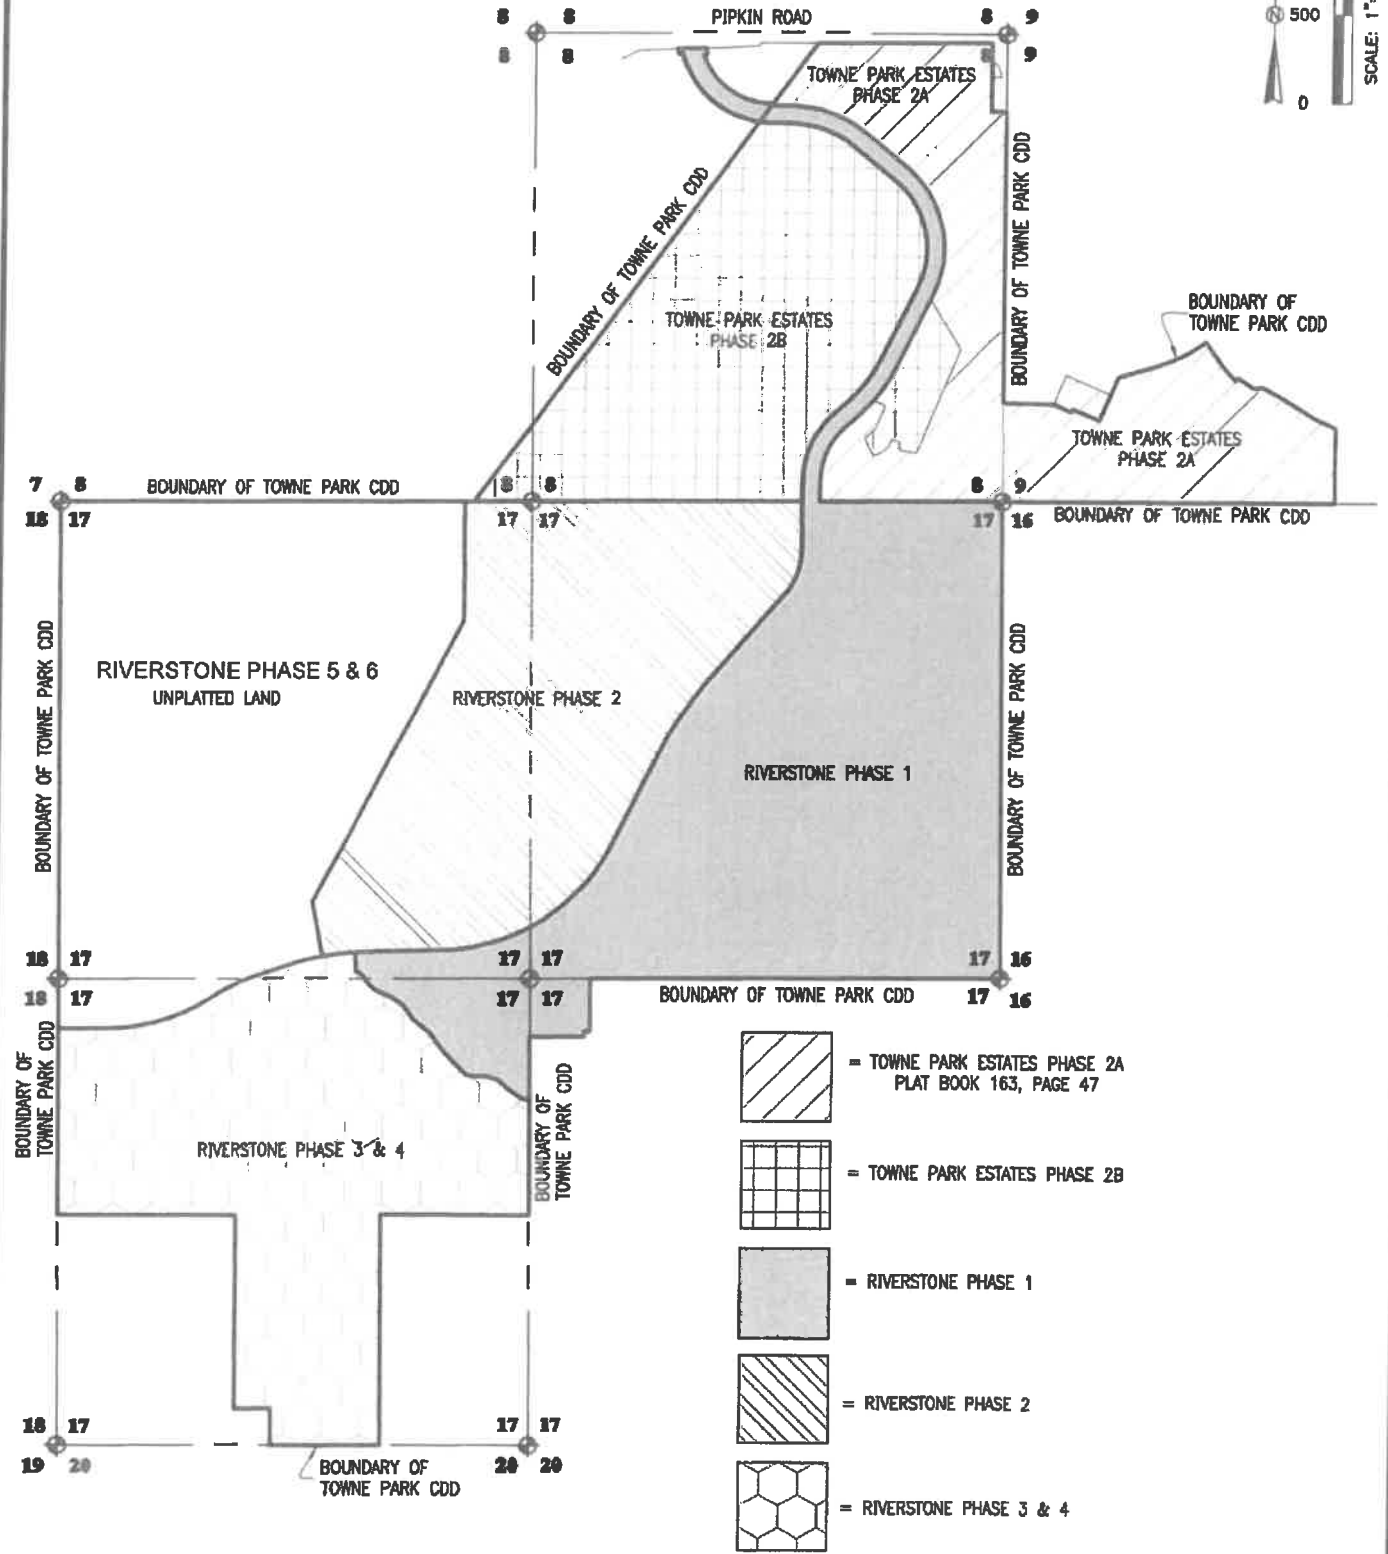 8 8 PIPKIN ROAD 8 9
8 8 8 9
500
0
SCALE: 1"=
TOWNE PARK ESTATES
PHASE 2A
BOUNDARY OF TOWNE PARK CDD
BOUNDARY OF TOWNE PARK CDD
TOWNE PARK ESTATES
PHASE 2B
BOUNDARY OF
TOWNE PARK CDD
TOWNE PARK ESTATES
PHASE 2A
7 8 BOUNDARY OF TOWNE PARK CDD 8 8 8 9
18 17 17 17 17 16 BOUNDARY OF TOWNE PARK CDD
BOUNDARY OF TOWNE PARK CDD
RIVERSTONE PHASE 5 & 6
UNPLATTED LAND
RIVERSTONE PHASE 2
RIVERSTONE PHASE 1
BOUNDARY OF TOWNE PARK CDD
18 17 17 17 17 16
18 17 17 17 BOUNDARY OF TOWNE PARK CDD 17 16
BOUNDARY OF
TOWNE PARK CDD
RIVERSTONE PHASE 3 & 4
BOUNDARY OF
TOWNE PARK CDD
= TOWNE PARK ESTATES PHASE 2A
PLAT BOOK 163, PAGE 47
= TOWNE PARK ESTATES PHASE 2B
= RIVERSTONE PHASE 1
= RIVERSTONE PHASE 2
18 17 17 17
19 20 20 20
BOUNDARY OF
TOWNE PARK CDD
= RIVERSTONE PHASE 3 & 4